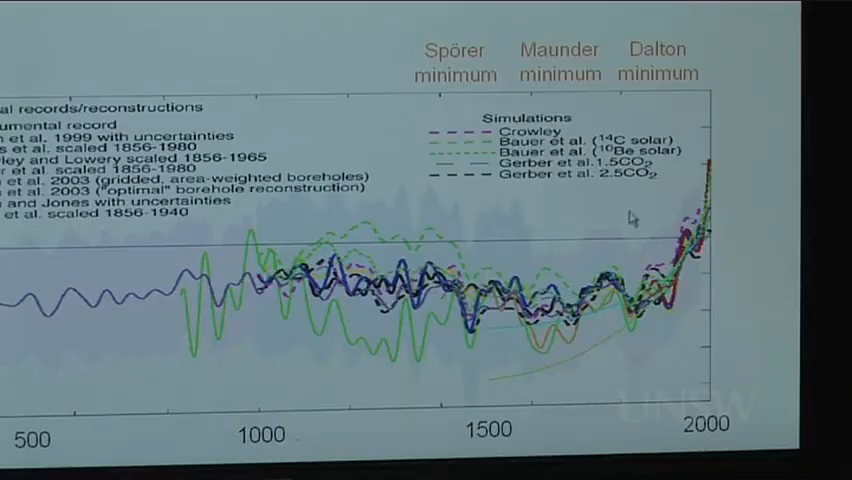 Spörer Maunder Dalton
minimum minimum minimum
al records/reconstructions
umental record
n et al. 1999 with uncertainties
s et al. scaled 1856-1980
ley and Lowery scaled 1856-1965
r et al. scaled 1856-1980
n et al. 2003 (gridded, area-weighted boreholes)
n et al. 2003 ("optimal" borehole reconstruction)
and Jones with uncertainties
et al. scaled 1856-1940
Simulations
Crowley
Bauer et al. (14C solar)
Bauer et al. (10Be solar)
Gerber et al.1.5CO2
Gerber et al. 2.5CO2
UNSW
500 1000 1500 2000